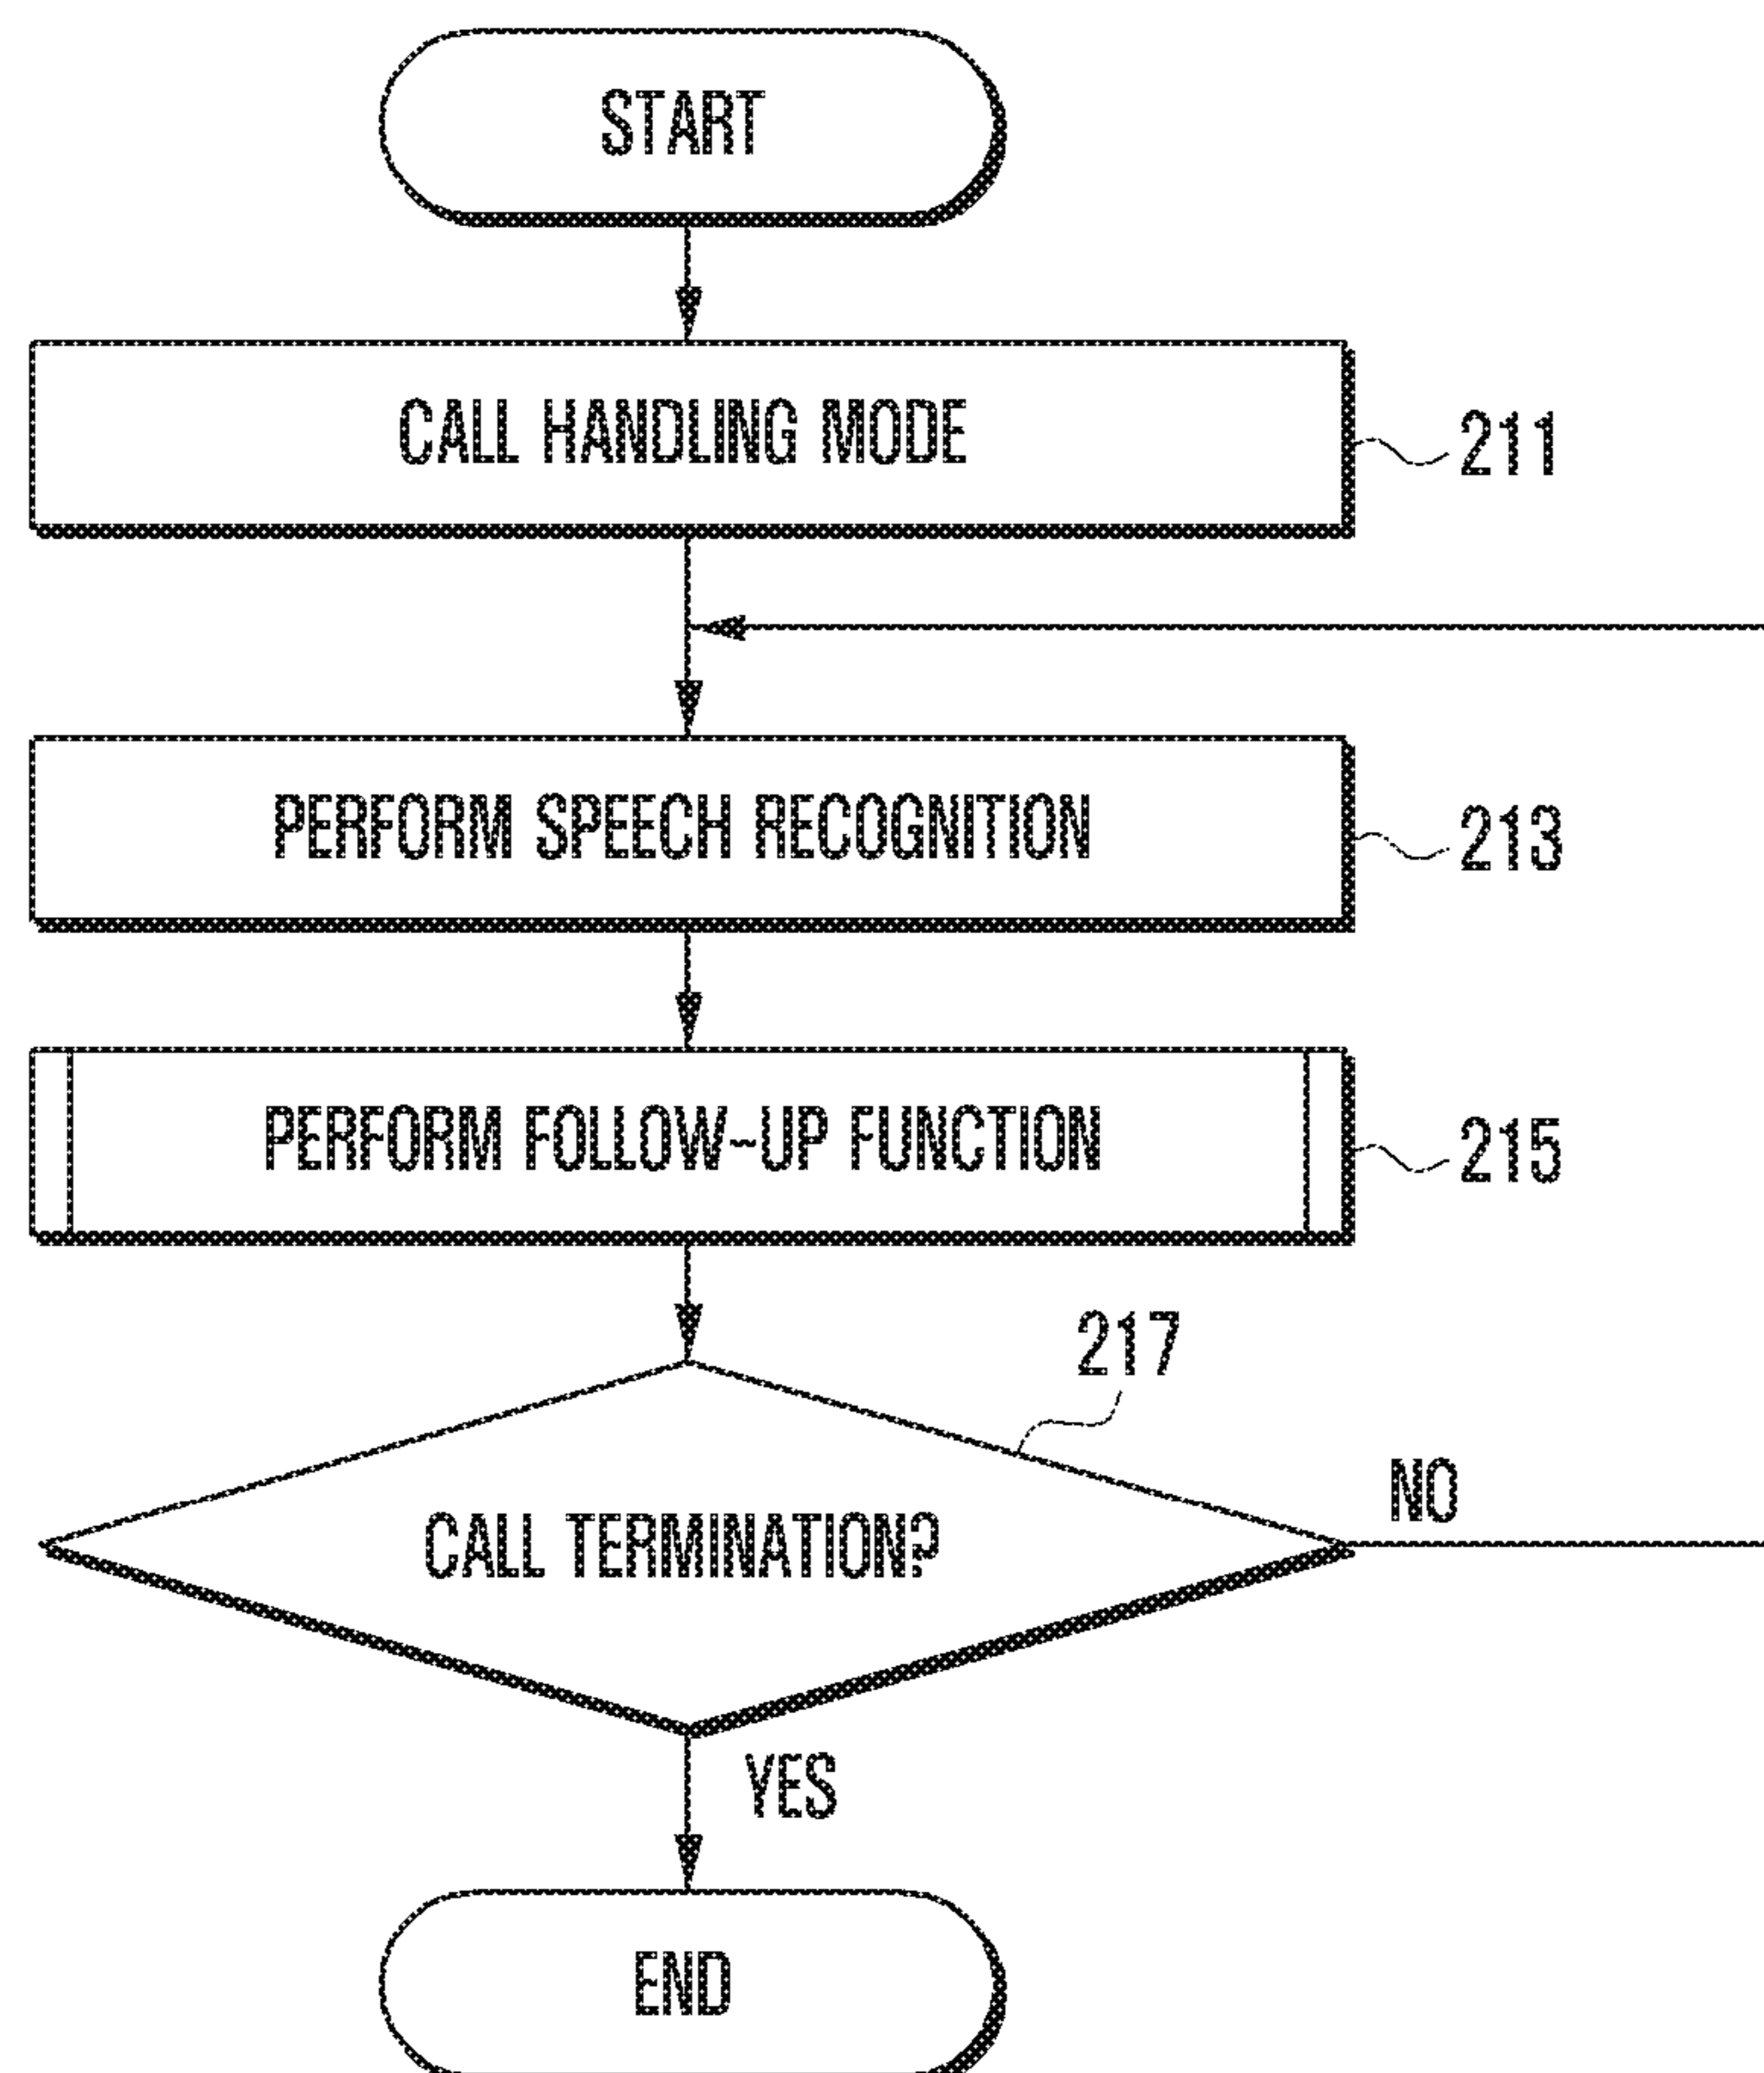 START
CALL HANDLING MODE
211
PERFORM SPEECH RECOGNITION
213
PERFORM FOLLOW-UP FUNCTION
215
217
CALL TERMINATION?
NO
YES
END